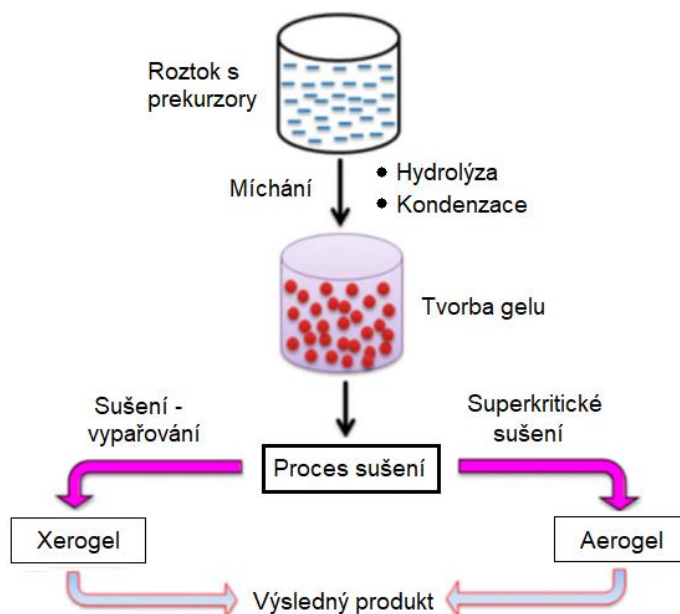 Roztok s
prekurzory
Míchání
Hydrolýza
Kondenzace
Tvorba gelu
Sušení -
vypařování
Superkritické
sušení
Proces sušení
Xerogel
Aerogel
Výsledný produkt